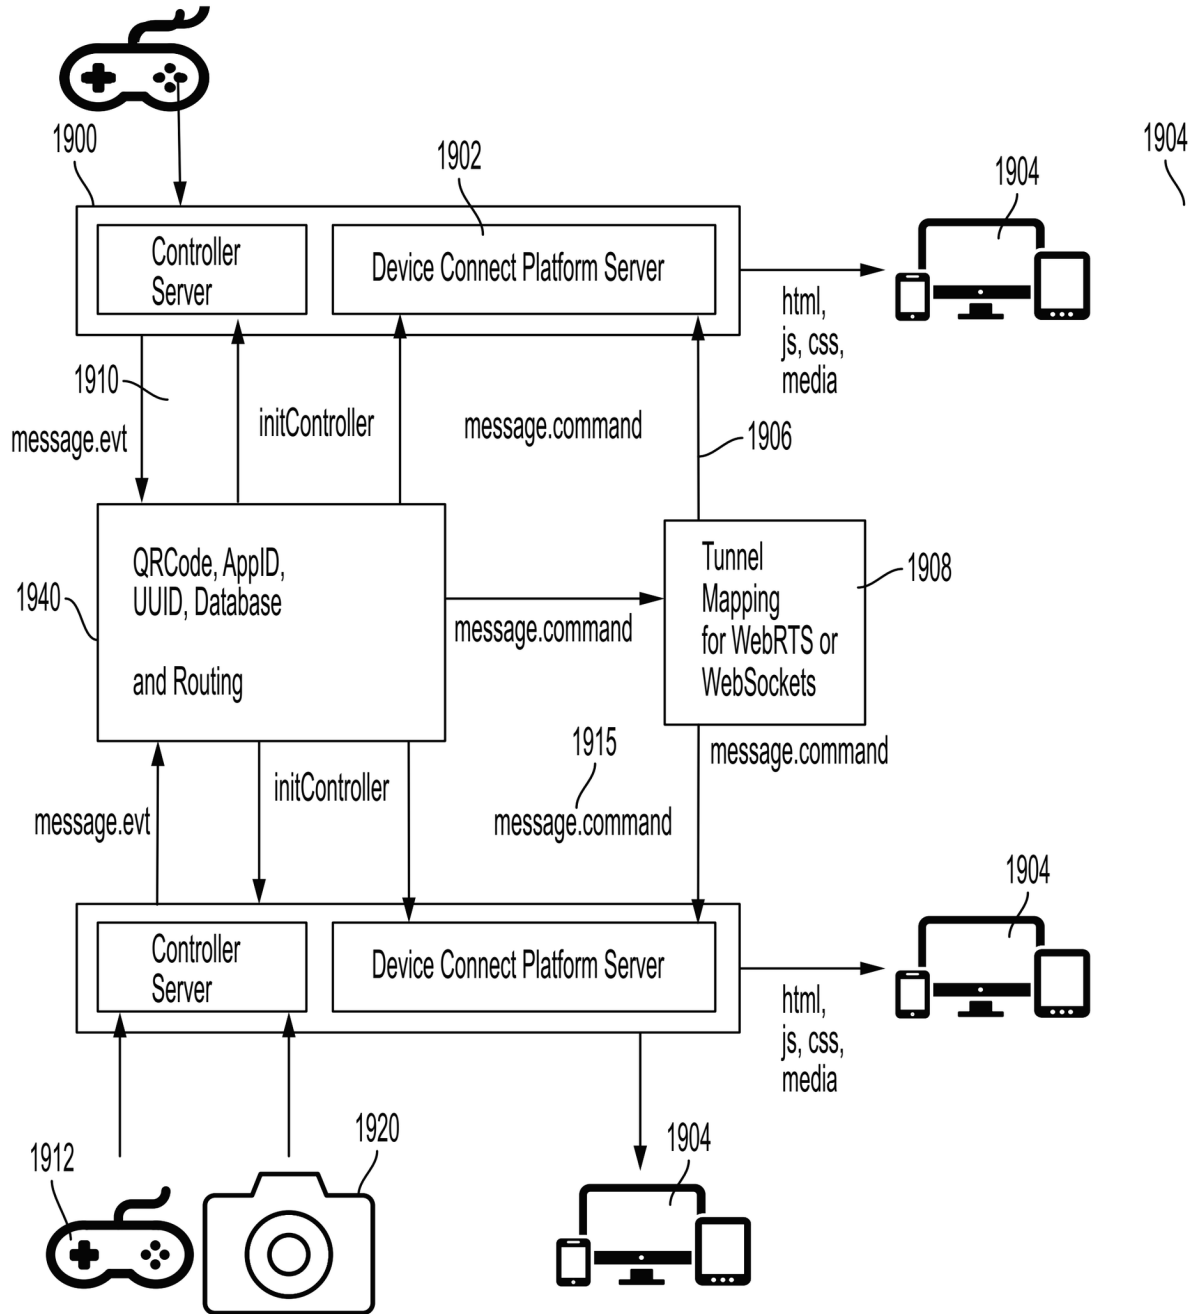 1900
1902
1904
1904
Controller
Server
Device Connect Platform Server
html,
js, css,
media
1910
message.evt
initController
message.command
1906
QRCode, AppID,
UUID, Database
and Routing
1940
message.command
Tunnel
Mapping
for WebRTS or
WebSockets
1908
1915
message.command
initController
message.evt
message.command
1904
Controller
Server
Device Connect Platform Server
html,
js, css,
media
1912
1920
1904